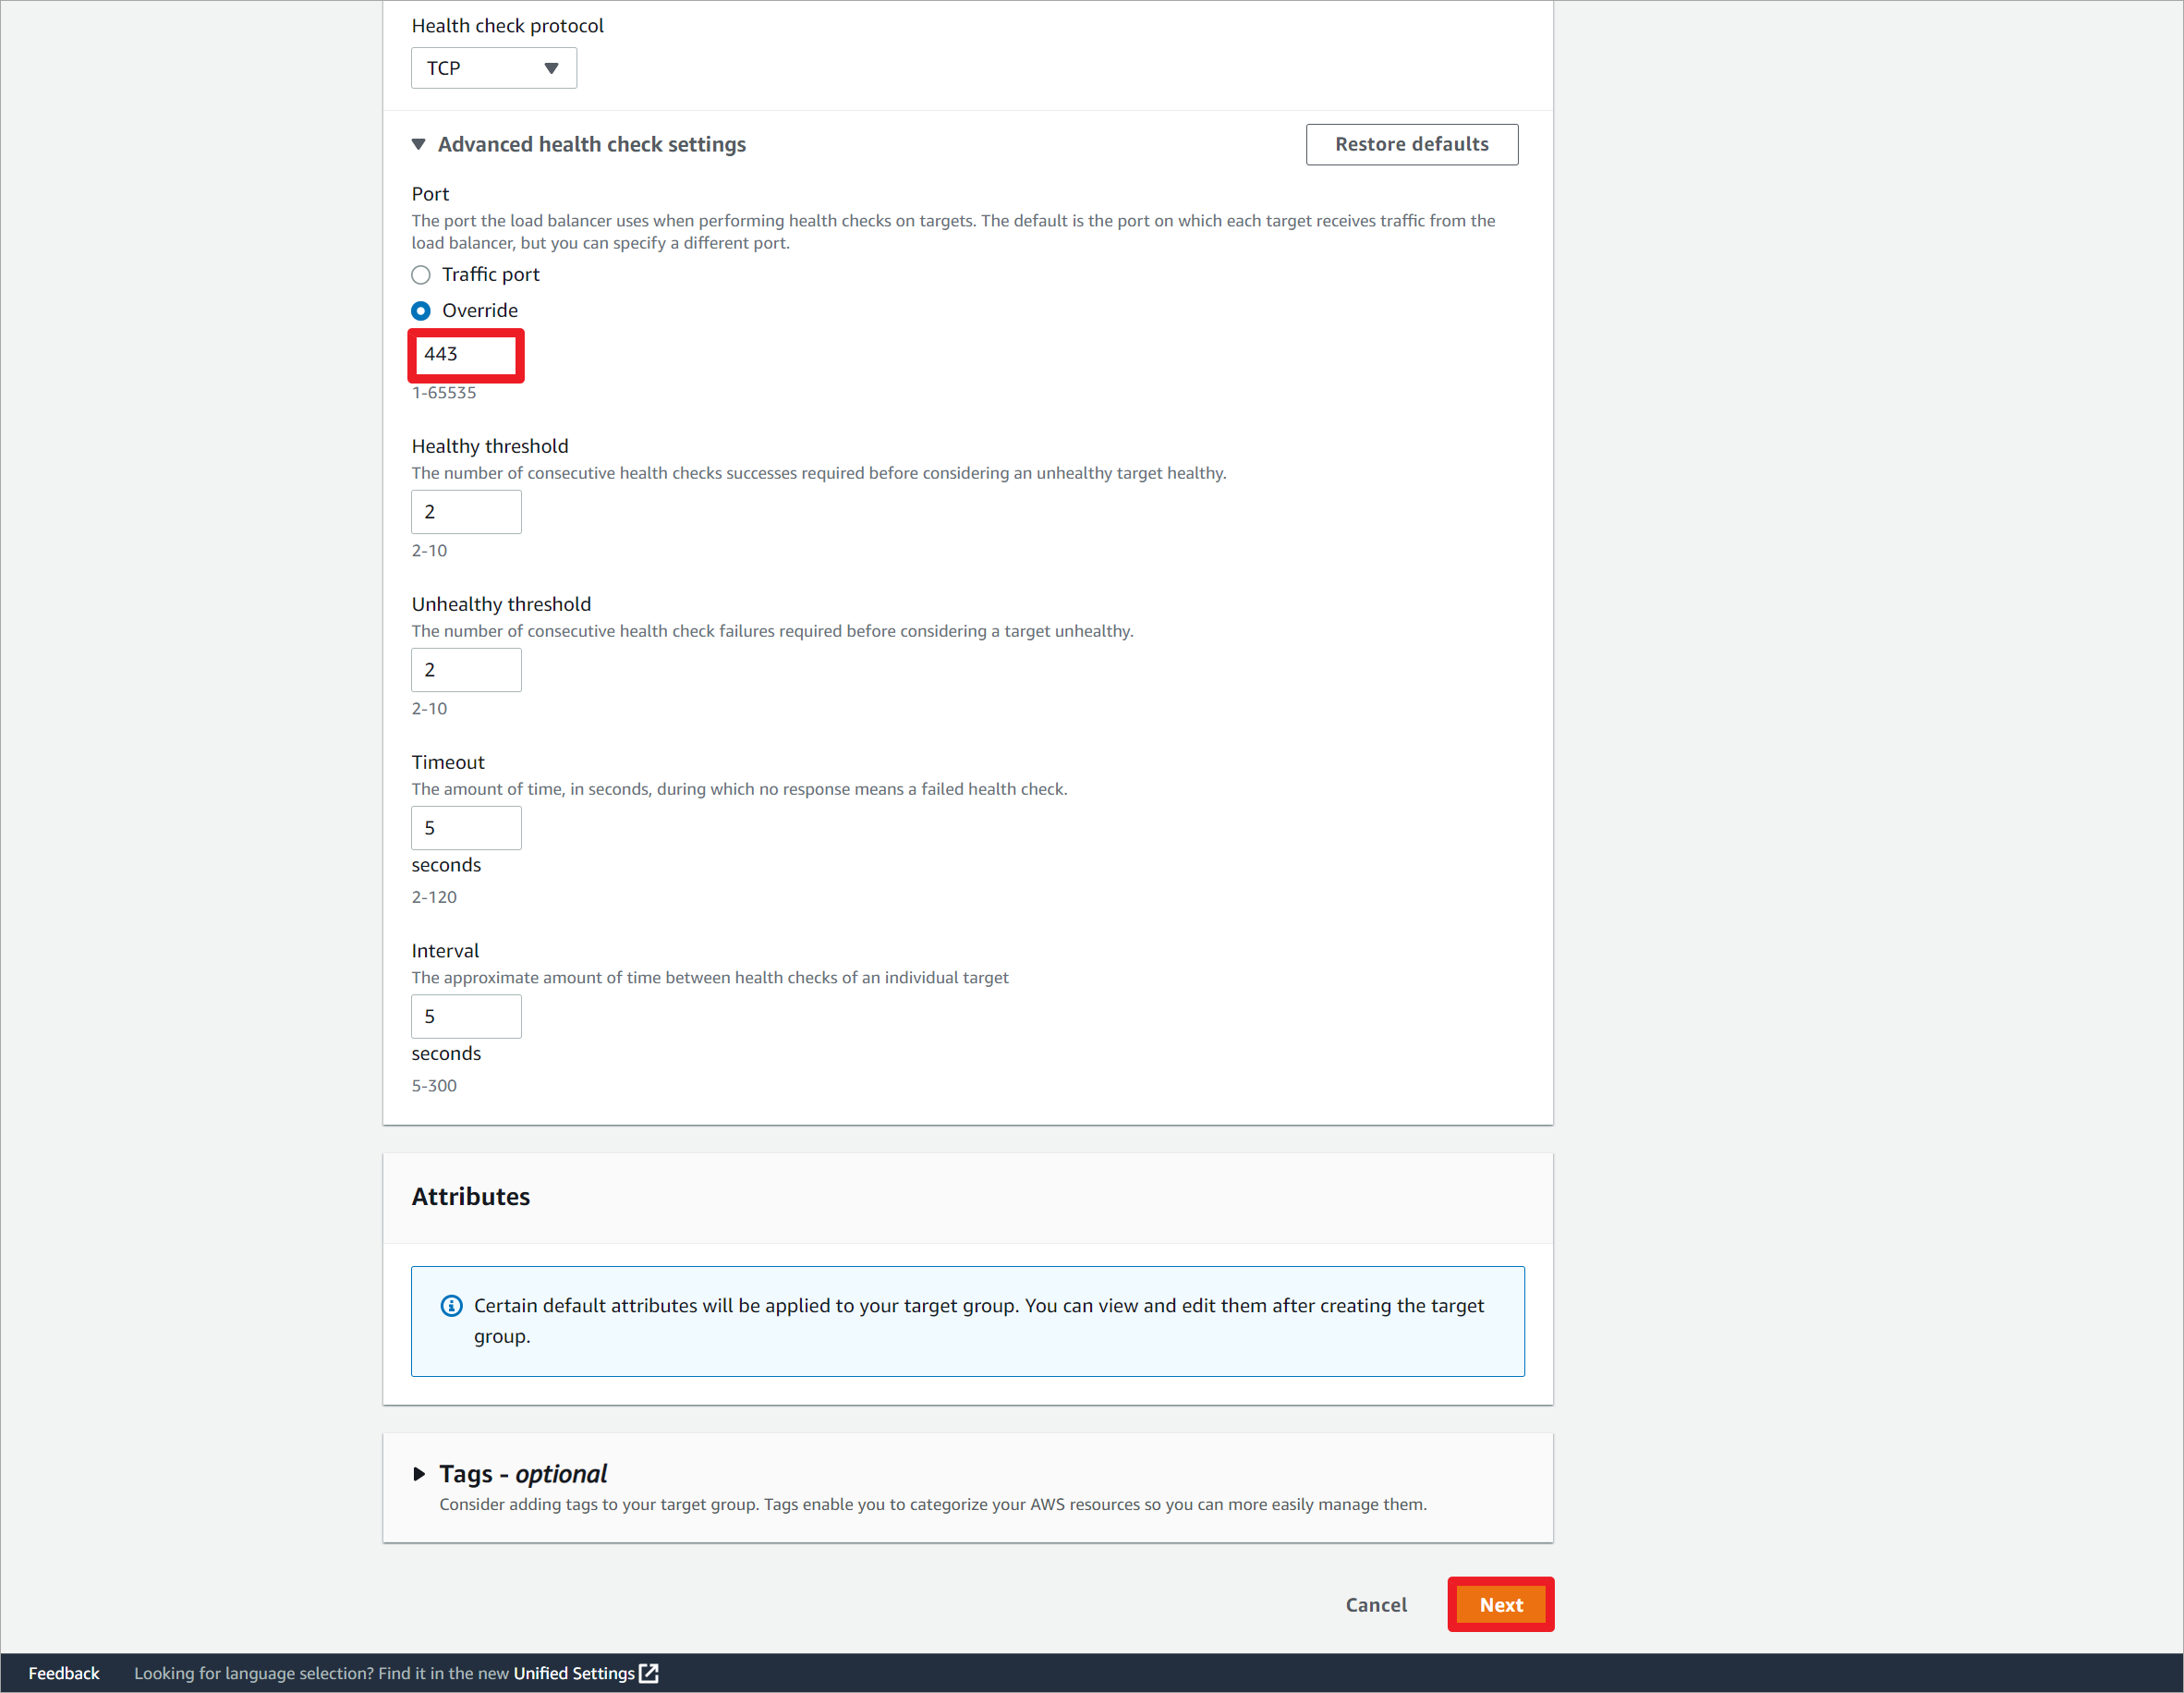 Health check protocol
TCP
Advanced health check settings
Restore defaults
Port
The port the load balancer uses when performing health checks on targets. The default is the port on which each target receives traffic from the
load balancer, but you can specify a different port.
Traffic port
Override
443
1-65535
Healthy threshold
The number of consecutive health checks successes required before considering an unhealthy target healthy.
2
2-10
Unhealthy threshold
The number of consecutive health check failures required before considering a target unhealthy.
2
2-10
Timeout
The amount of time, in seconds, during which no response means a failed health check.
5
seconds
2-120
Interval
The approximate amount of time between health checks of an individual target
5
seconds
5-300
Attributes
Certain default attributes will be applied to your target group. You can view and edit them after creating the target
group.
Tags - optional
Consider adding tags to your target group. Tags enable you to categorize your AWS resources so you can more easily manage them.
Cancel
Next
Feedback
Looking for language selection? Find it in the new Unified Settings